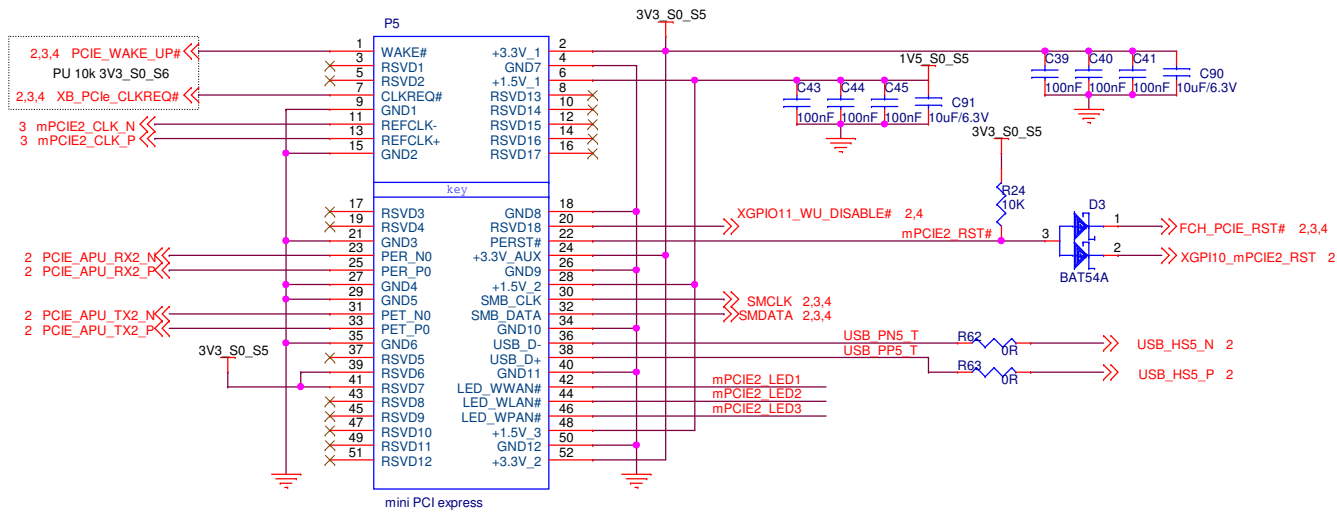 P5
3V3_S0_S5
2,3,4 PCIE_WAKE_UP#
PU 10k 3V3_S0_S6
2,3,4 XB_PCIe_CLKREQ#
3 mPCIE2_CLK_N
3 mPCIE2_CLK_P
1 WAKE# +3.3V_1 2
3 RSVD1 GND7 4
5 RSVD2 +1.5V_1 6
7 CLKREQ# RSVD13 8
9 GND1 RSVD14 10
11 REFCLK- RSVD15 12
13 REFCLK+ RSVD16 14
15 GND2 RSVD17 16
key
17 RSVD3 GND8 18
19 RSVD4 RSVD18 20
21 GND3 PERST# 22
23 PER_N0 +3.3V_AUX 24
25 PER_P0 GND9 26
27 GND4 +1.5V_2 28
29 GND5 SMB_CLK 30
31 PET_N0 SMB_DATA 32
33 PET_P0 GND10 34
35 GND6 USB_D- 36
37 RSVD5 USB_D+ 38
39 RSVD6 GND11 40
41 RSVD7 LED_WWAN# 42
43 RSVD8 LED_WLAN# 44
45 RSVD9 LED_WPAN# 46
47 RSVD10 +1.5V_3 48
49 RSVD11 GND12 50
51 RSVD12 +3.3V_2 52
mini PCI express
2 PCIE_APU_RX2_N
2 PCIE_APU_RX2_P
2 PCIE_APU_TX2_N
2 PCIE_APU_TX2_P
3V3_S0_S5
1V5_S0_S5
C43 C44 C45 C91
100nF 100nF 100nF 10uF/6.3V
C39 C40 C41 C90
100nF 100nF 100nF 10uF/6.3V
3V3_S0_S5
R24
10K
XGPIO11_WU_DISABLE# 2,4
mPCIE2_RST#
D3
3
1
2
BAT54A
FCH_PCIE_RST# 2,3,4
XGPI10_mPCIE2_RST 2
SMCLK 2,3,4
SMDATA 2,3,4
USB_PN5_T R62 0R USB_HS5_N 2
USB_PP5_T R63 0R USB_HS5_P 2
mPCIE2_LED1
mPCIE2_LED2
mPCIE2_LED3